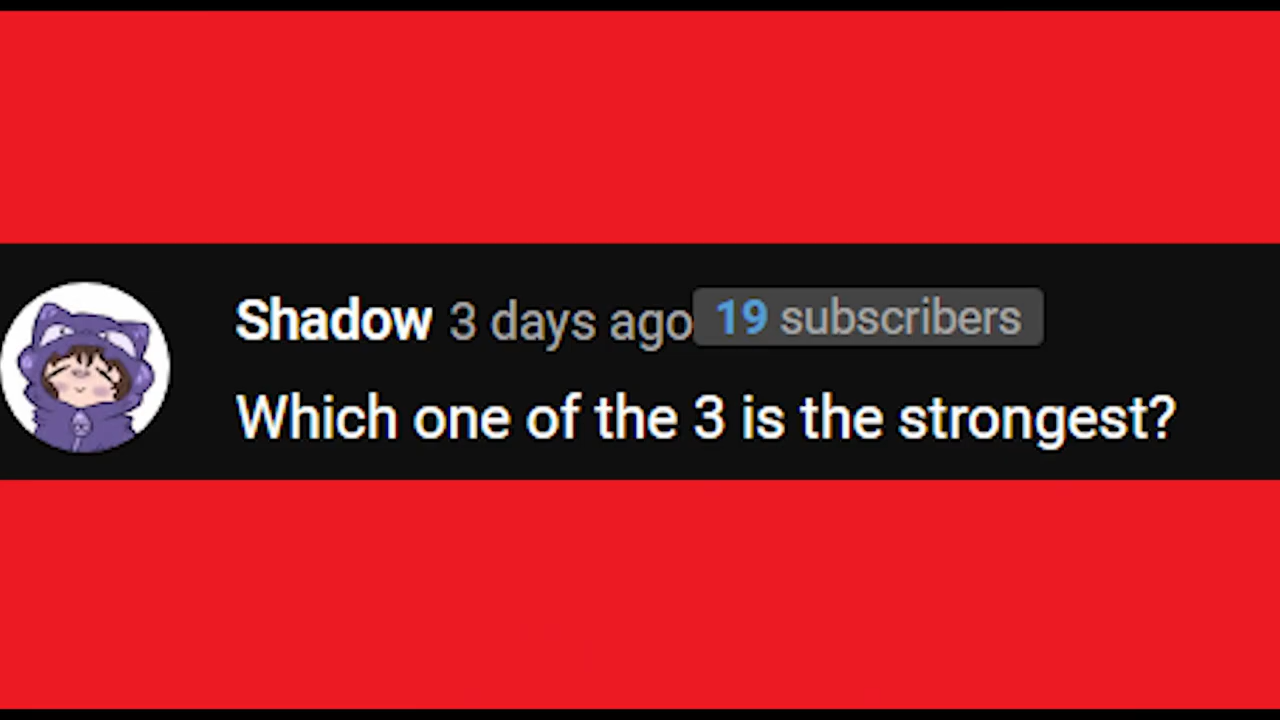 Shadow 3 days ago 19 subscribers
Which one of the 3 is the strongest?